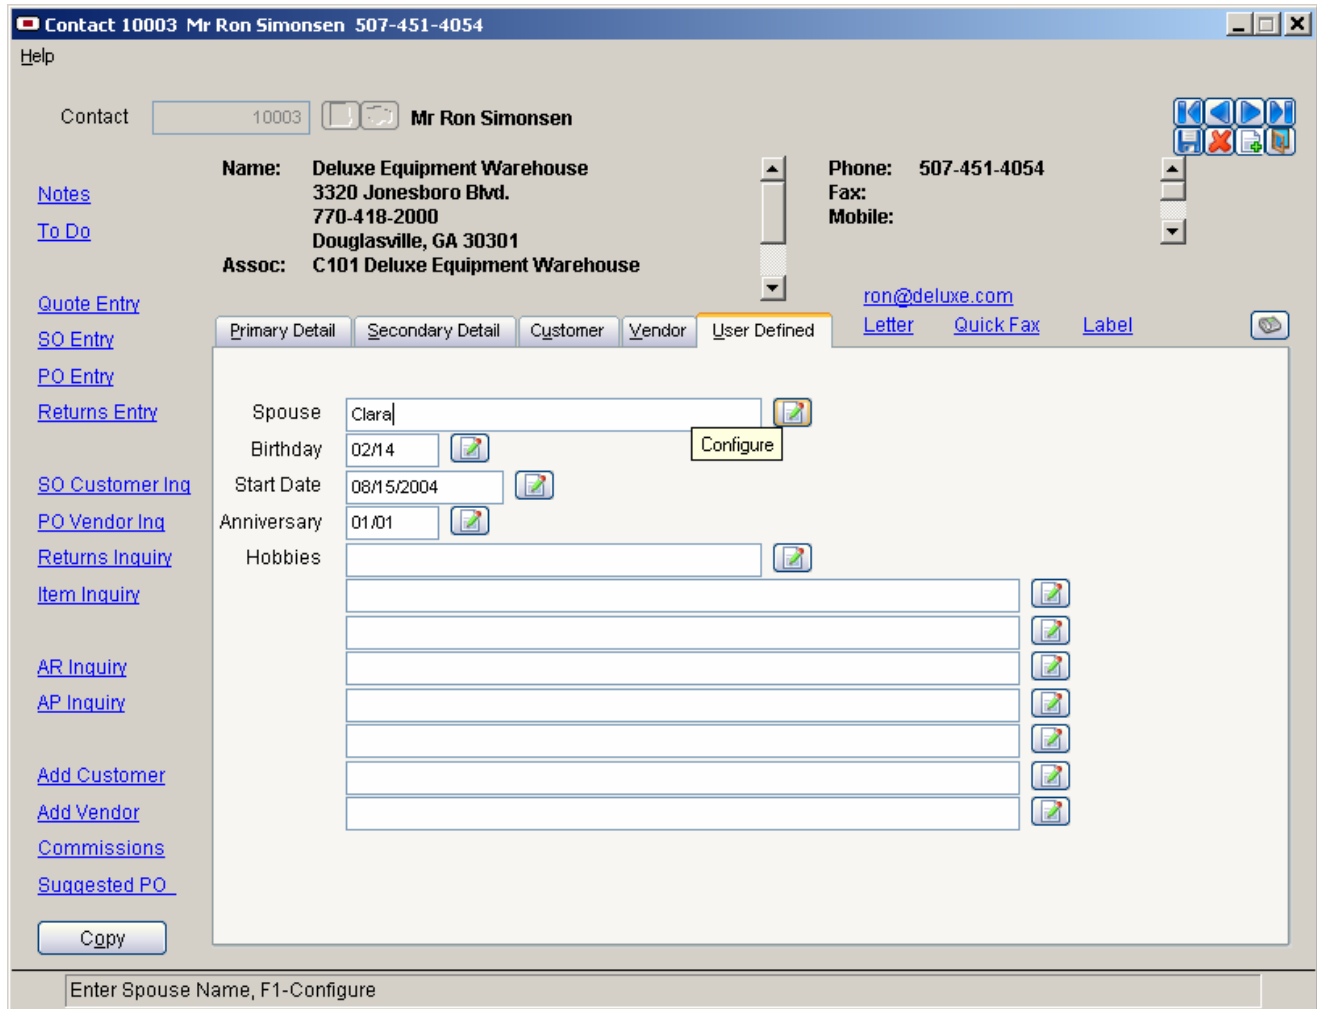 Contact 10003 Mr Ron Simonsen 507-451-4054
Help
Contact 10003 Mr Ron Simonsen
Name: Deluxe Equipment Warehouse
3320 Jonesboro Blvd.
770-418-2000
Douglasville, GA 30301
Assoc: C101 Deluxe Equipment Warehouse
Phone: 507-451-4054
Fax:
Mobile:
ron@deluxe.com
Letter Quick Fax Label
Notes
To Do
Quote Entry
SO Entry
PO Entry
Returns Entry
SO Customer Inq
PO Vendor Inq
Returns Inquiry
Item Inquiry
AR Inquiry
AP Inquiry
Add Customer
Add Vendor
Commissions
Suggested PO
Copy
Primary Detail Secondary Detail Customer Vendor User Defined
Spouse Clara
Configure
Birthday 02/14
Start Date 08/15/2004
Anniversary 01/01
Hobbies
Enter Spouse Name, F1-Configure